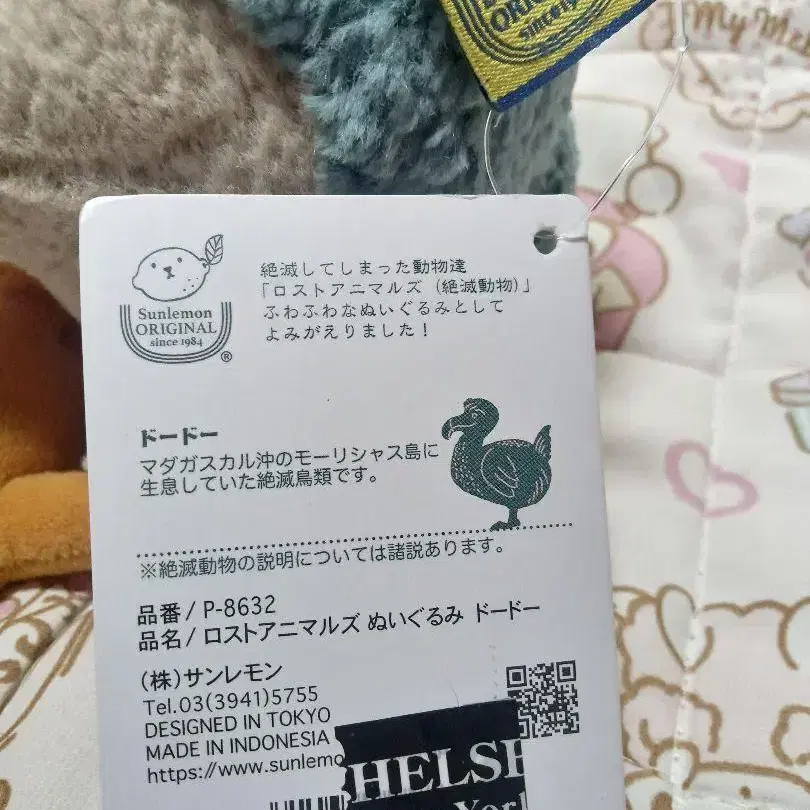 ORIGINAL
My Mel
Sunlemon
ORIGINAL
since 1984
®
絶滅してしまった動物達
「ロストアニマルズ(絶滅動物)」
ふわふわなぬいぐるみとして
よみがえりました!
ドードー
マダガスカル沖のモーリシャス島に
生息していた絶滅鳥類です。
※絶滅動物の説明については諸説あります。
品番/P-8632
品名/ロストアニマルズ ぬいぐるみ ドードー
(株)サンレモン
Tel.03(3941)5755
DESIGNED IN TOKYO
MADE IN INDONESIA
https://www.sunlemo
HELSE
Yor